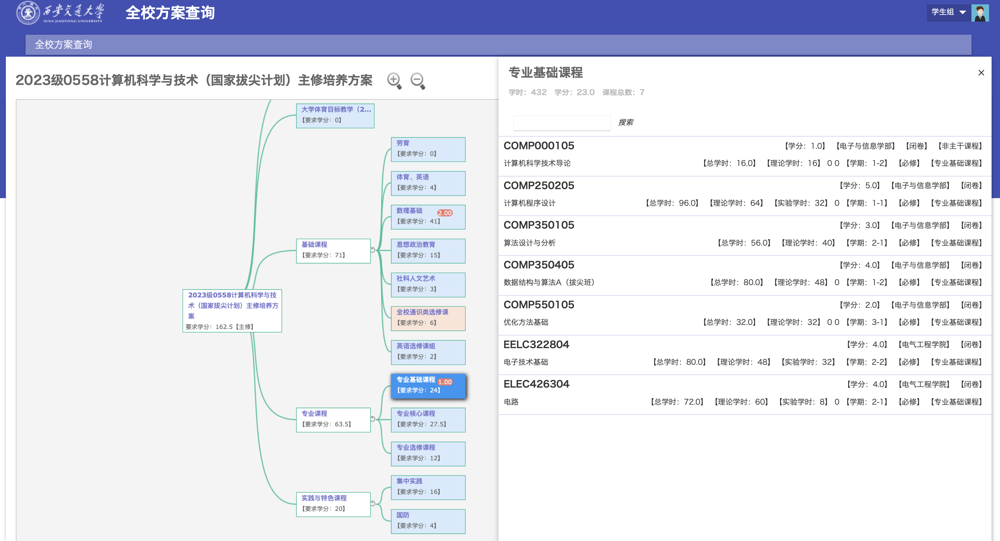 西安交通大学
XI'AN JIAOTONG UNIVERSITY
全校方案查询
学生组
全校方案查询
2023级0558计算机科学与技术（国家拔尖计划）主修培养方案
大学体育目标教学（2...
【要求学分：0】
劳育
【要求学分：0】
体育、英语
【要求学分：4】
数理基础
2.00
【要求学分：41】
基础课程
【要求学分：71】
思想政治教育
【要求学分：15】
社科人文艺术
【要求学分：3】
2023级0558计算机科学与技
术（国家拔尖计划）主修培养方
案
要求学分：162.5【主修】
全校通识类选修课
【要求学分：6】
英语选修课组
【要求学分：2】
专业基础课程
1.00
【要求学分：24】
专业课程
【要求学分：63.5】
专业核心课程
【要求学分：27.5】
专业选修课程
【要求学分：12】
集中实践
【要求学分：16】
实践与特色课程
【要求学分：20】
国防
【要求学分：4】
专业基础课程
学时：432 学分：23.0 课程总数：7
搜索
COMP000105 【学分：1.0】 【电子与信息学部】 【闭卷】 【非主干课程】
计算机科学技术导论 【总学时：16.0】 【理论学时：16】 0 0 【学期：1-2】 【必修】 【专业基础课程】
COMP250205 【学分：5.0】 【电子与信息学部】 【闭卷】
计算机程序设计 【总学时：96.0】 【理论学时：64】 【实验学时：32】 0 【学期：1-1】 【必修】 【专业基础课程】
COMP350105 【学分：3.0】 【电子与信息学部】 【闭卷】
算法设计与分析 【总学时：56.0】 【理论学时：40】 【学期：2-1】 【必修】 【专业基础课程】
COMP350405 【学分：4.0】 【电子与信息学部】 【闭卷】
数据结构与算法A（拔尖班） 【总学时：80.0】 【理论学时：48】 0 【学期：1-2】 【必修】 【专业基础课程】
COMP550105 【学分：2.0】 【电子与信息学部】 【闭卷】
优化方法基础 【总学时：32.0】 【理论学时：32】 0 0 【学期：3-1】 【必修】 【专业基础课程】
EELC322804 【学分：4.0】 【电气工程学院】 【闭卷】
电子技术基础 【总学时：80.0】 【理论学时：48】 【实验学时：32】 【学期：2-2】 【必修】 【专业基础课程】
ELEC426304 【学分：4.0】 【电气工程学院】 【闭卷】
电路 【总学时：72.0】 【理论学时：60】 【实验学时：8】 0 【学期：2-1】 【必修】 【专业基础课程】